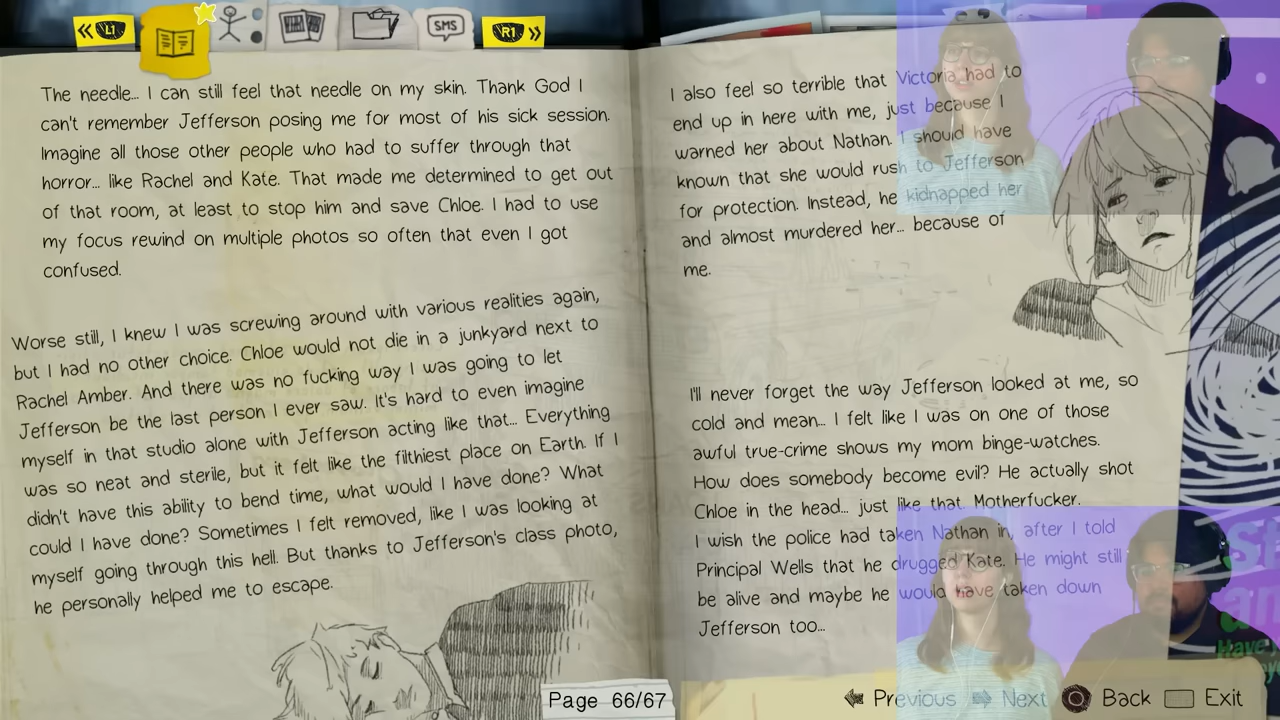 L1
SMS
R1
The needle... I can still feel that needle on my skin. Thank God I
can't remember Jefferson posing me for most of his sick session.
Imagine all those other people who had to suffer through that
horror... like Rachel and Kate. That made me determined to get out
of that room, at least to stop him and save Chloe. I had to use
my focus rewind on multiple photos so often that even I got
confused.
Worse still, I knew I was screwing around with various realities again,
but I had no other choice. Chloe would not die in a junkyard next to
Rachel Amber. And there was no fucking way I was going to let
Jefferson be the last person I ever saw. It's hard to even imagine
myself in that studio alone with Jefferson acting like that... Everything
was so neat and sterile, but it felt like the filthiest place on Earth. If I
didn't have this ability to bend time, what would I have done? What
could I have done? Sometimes I felt removed, like I was looking at
myself going through this hell. But thanks to Jefferson's class photo,
he personally helped me to escape.
I also feel so terrible that Victoria had to
end up in here with me, just because I
warned her about Nathan. I should have
known that she would rush to Jefferson
for protection. Instead, he kidnapped her
and almost murdered her... because of
me.
I'll never forget the way Jefferson looked at me, so
cold and mean... I felt like I was on one of those
awful true-crime shows my mom binge-watches.
How does somebody become evil? He actually shot
Chloe in the head... just like that. Motherfucker.
I wish the police had taken Nathan in, after I told
Principal Wells that he drugged Kate. He might still
be alive and maybe he would have taken down
Jefferson too...
Have
Page 66/67
Previous Next Back Exit